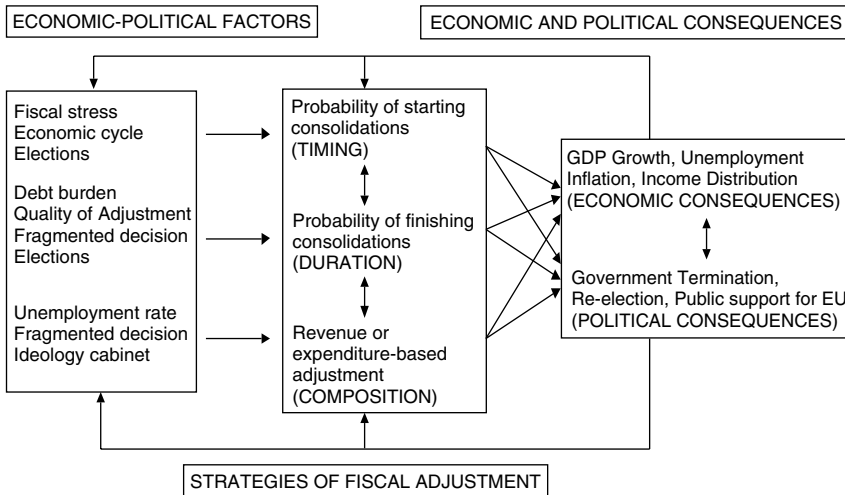 ECONOMIC-POLITICAL FACTORS
ECONOMIC AND POLITICAL CONSEQUENCES
Fiscal stress
Economic cycle
Elections
Debt burden
Quality of Adjustment
Fragmented decision
Elections
Unemployment rate
Fragmented decision
Ideology cabinet
Probability of starting
consolidations
(TIMING)
Probability of finishing
consolidations
(DURATION)
Revenue or
expenditure-based
adjustment
(COMPOSITION)
GDP Growth, Unemployment
Inflation, Income Distribution
(ECONOMIC CONSEQUENCES)
Government Termination,
Re-election, Public support for EU
(POLITICAL CONSEQUENCES)
STRATEGIES OF FISCAL ADJUSTMENT